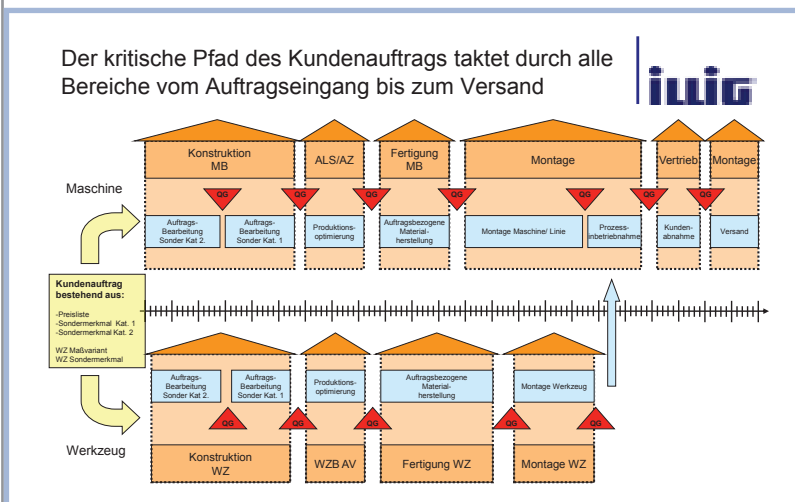 Der kritische Pfad des Kundenauftrags taktet durch alle
Bereiche vom Auftragseingang bis zum Versand
iwig
Konstruktion
MB
ALS/AZ
Fertigung
MB
Montage
Vertrieb
Montage
Maschine
QG
QG
QG
QG
QG
QG
QG
Auftrags-
Bearbeitung
Sonder Kat 2.
Auftrags-
Bearbeitung
Sonder Kat. 1
Produktions-
optimierung
Auftragsbezogene
Material-
herstellung
Montage Maschine/ Linie
Prozess-
inbetriebnahme
Kunden-
abnahme
Versand
Kundenauftrag
bestehend aus:
-Preisliste
-Sondermerkmal Kat. 1
-Sondermerkmal Kat. 2
WZ Maßvariant
WZ Sondermerkmal
Auftrags-
Bearbeitung
Sonder Kat 2.
Auftrags-
Bearbeitung
Sonder Kat. 1
Produktions-
optimierung
Auftragsbezogene
Material-
herstellung
Montage Werkzeug
QG
QG
QG
QG
QG
Werkzeug
Konstruktion
WZ
WZB AV
Fertigung WZ
Montage WZ